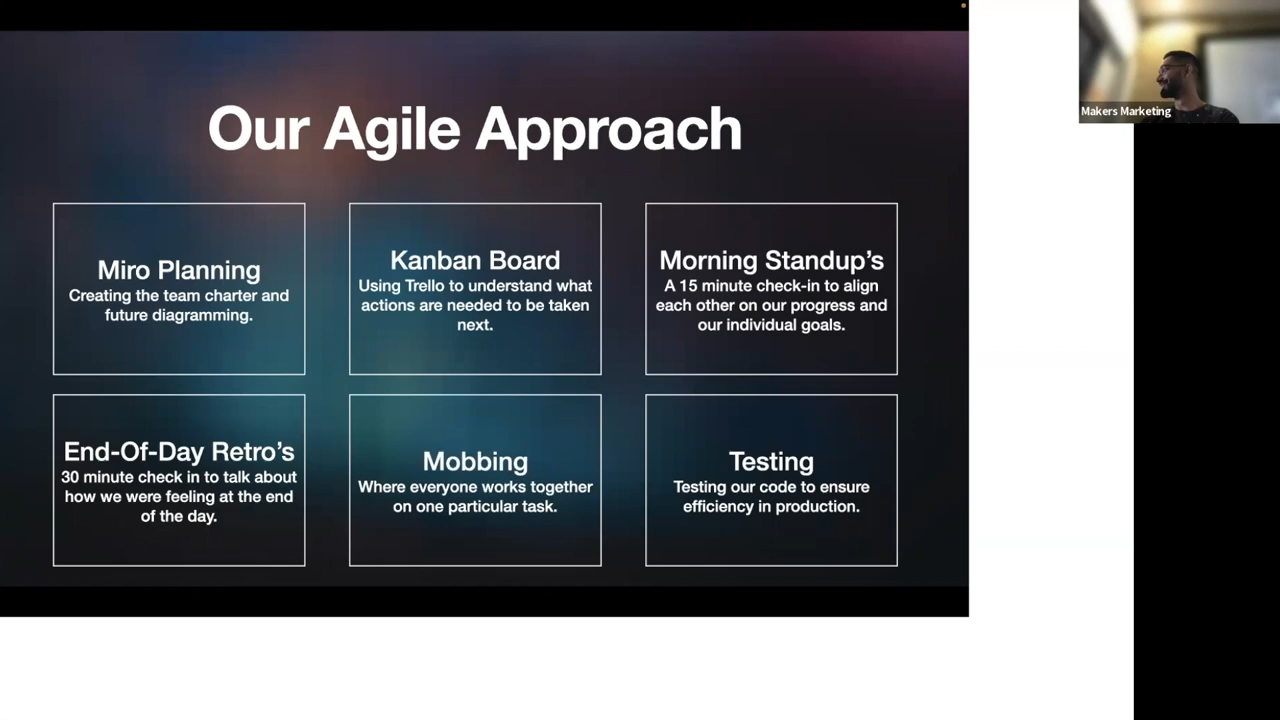 Our Agile Approach
Miro Planning
Creating the team charter and
future diagramming.
Kanban Board
Using Trello to understand what
actions are needed to be taken
next.
Morning Standup’s
A 15 minute check-in to align
each other on our progress and
our individual goals.
End-Of-Day Retro’s
30 minute check in to talk about
how we were feeling at the end
of the day.
Mobbing
Where everyone works together
on one particular task.
Testing
Testing our code to ensure
efficiency in production.
Makers Marketing